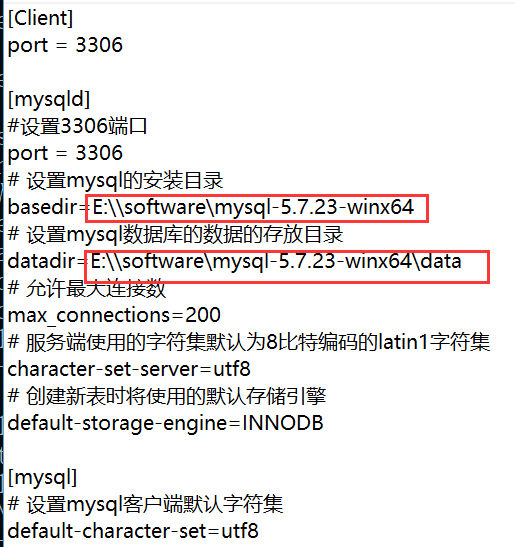 [Client]
port = 3306
[mysqld]
#设置3306端口
port = 3306
# 设置mysql的安装目录
basedir=E:\\software\mysql-5.7.23-winx64
# 设置mysql数据库的数据的存放目录
datadir=E:\\software\mysql-5.7.23-winx64\data
# 允许最大连接数
max_connections=200
# 服务端使用的字符集默认为8比特编码的latin1字符集
character-set-server=utf8
# 创建新表时将使用的默认存储引擎
default-storage-engine=INNODB
[mysql]
# 设置mysql客户端默认字符集
default-character-set=utf8